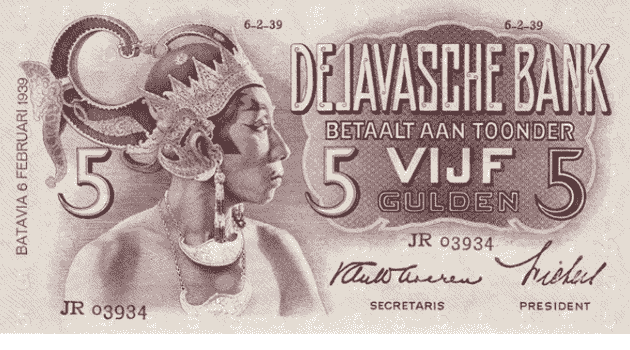 6-2-39 6-2-39
DE JAVASCHE BANK
BETAALT AAN TOONDER
5 5 VIJF 5
GULDEN
BATAVIA 6 FEBRUARI 1939
JR 03934
JR 03934
SECRETARIS PRESIDENT